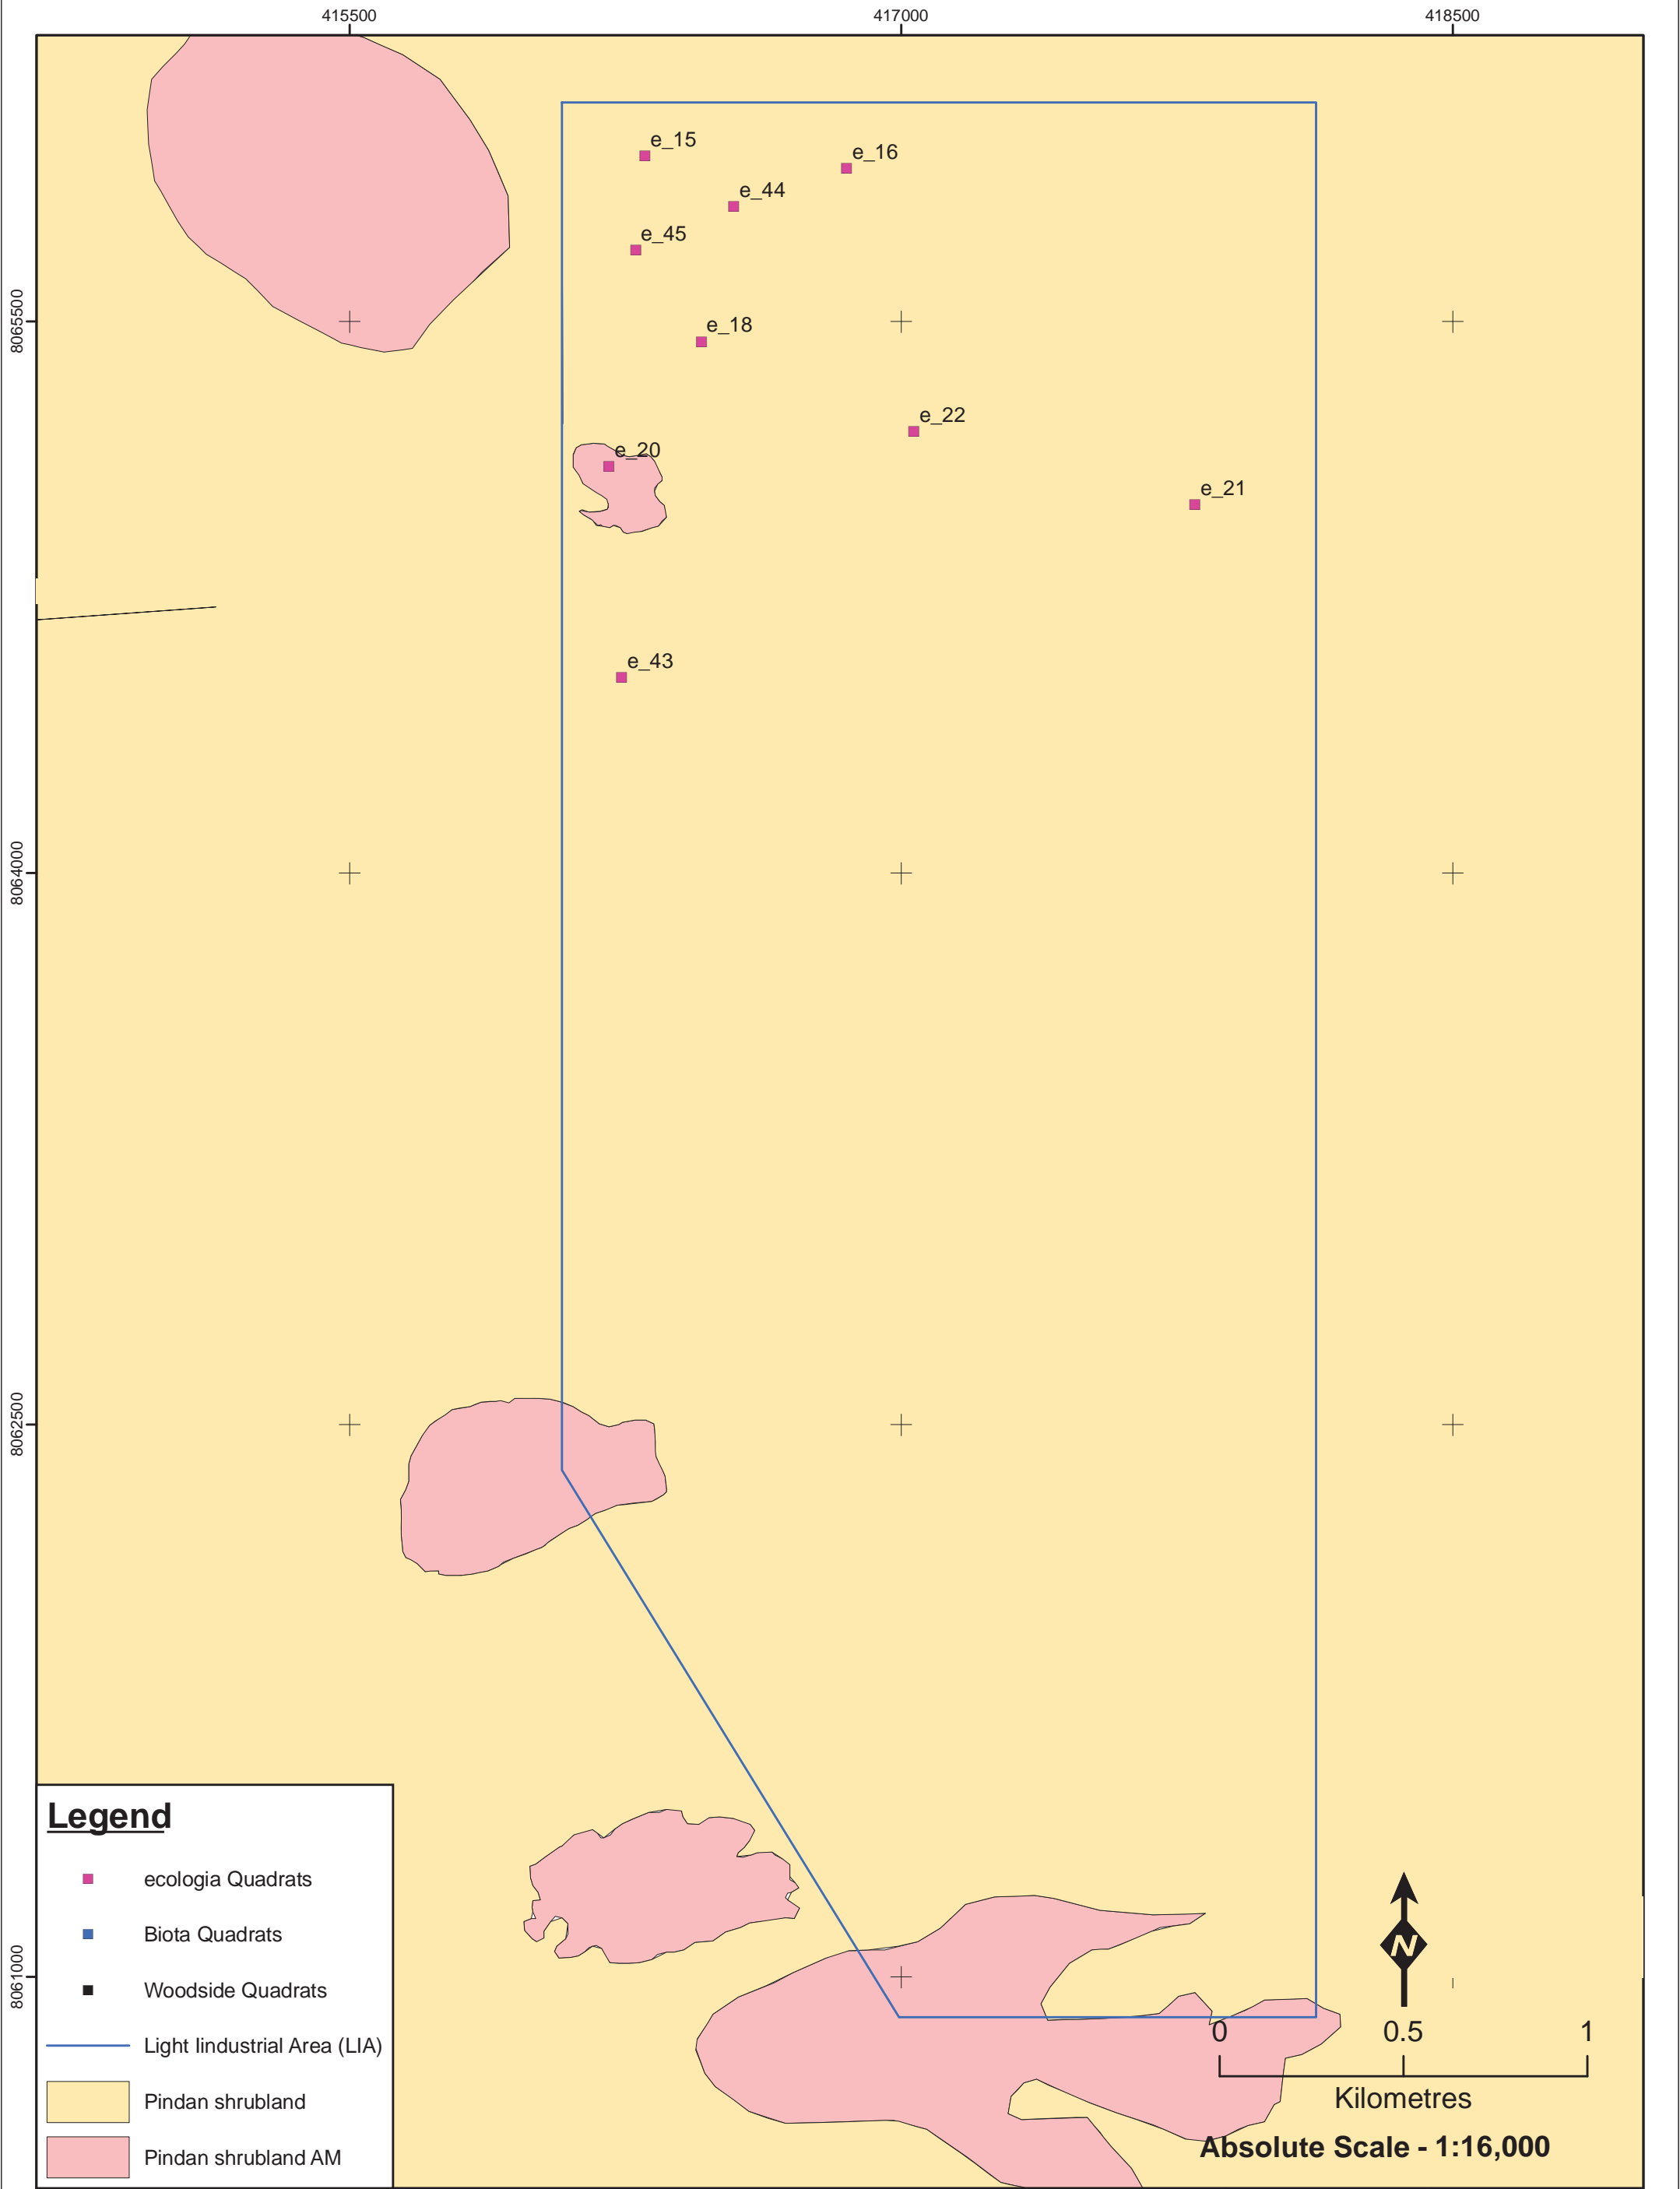 415500 417000 418500
e_15
e_16
e_44
e_45
8065500
e_18
e_22
e_20
e_21
e_43
8064000
8062500
8061000
Legend
ecologia Quadrats
Biota Quadrats
Woodside Quadrats
Light Iindustrial Area (LIA)
Pindan shrubland
Pindan shrubland AM
N
0 0.5 1
Kilometres
Absolute Scale - 1:16,000